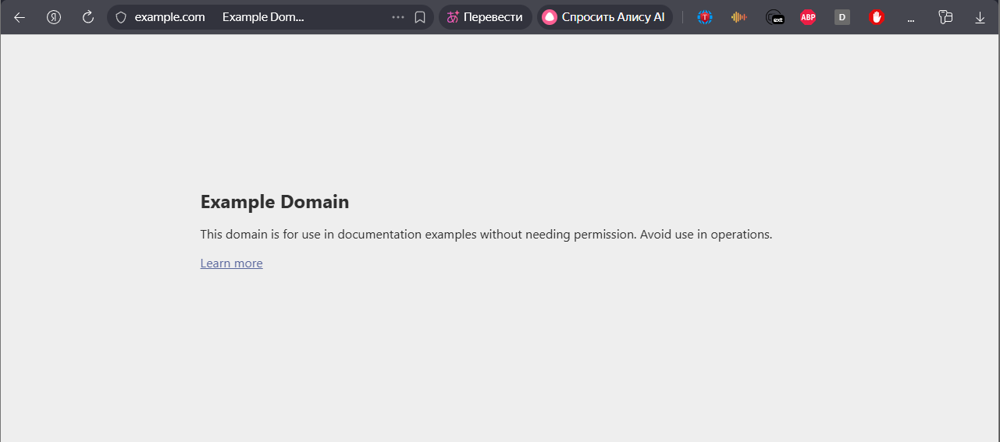 Я example.com Example Dom... ... Перевести Спросить Алису AI T ext ABP D ...
Example Domain
This domain is for use in documentation examples without needing permission. Avoid use in operations.
Learn more